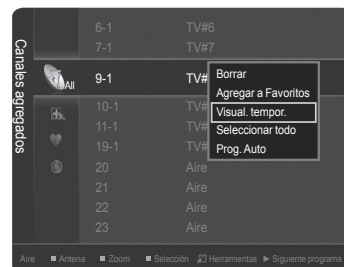 Canales agregados
6-1 TV#6
7-1 TV#7
All 9-1 TV#
Borrar
Agregar a Favoritos
Visual. tempor.
Seleccionar todo
Prog. Auto
10-1 TV#
11-1 TV#
19-1 TV#
20 Aire
21 Aire
22 Aire
23 Aire
Aire Antena Zoom Selección Herramientas Siguiente programa